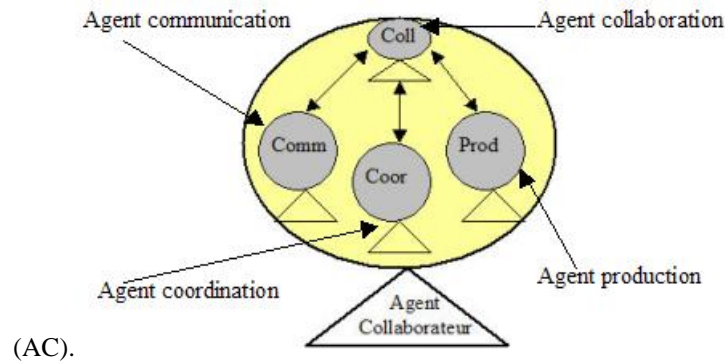 Agent communication
Agent collaboration
Coll
Comm
Coor
Prod
Agent coordination
Agent production
Agent
Collaborateur
(AC).